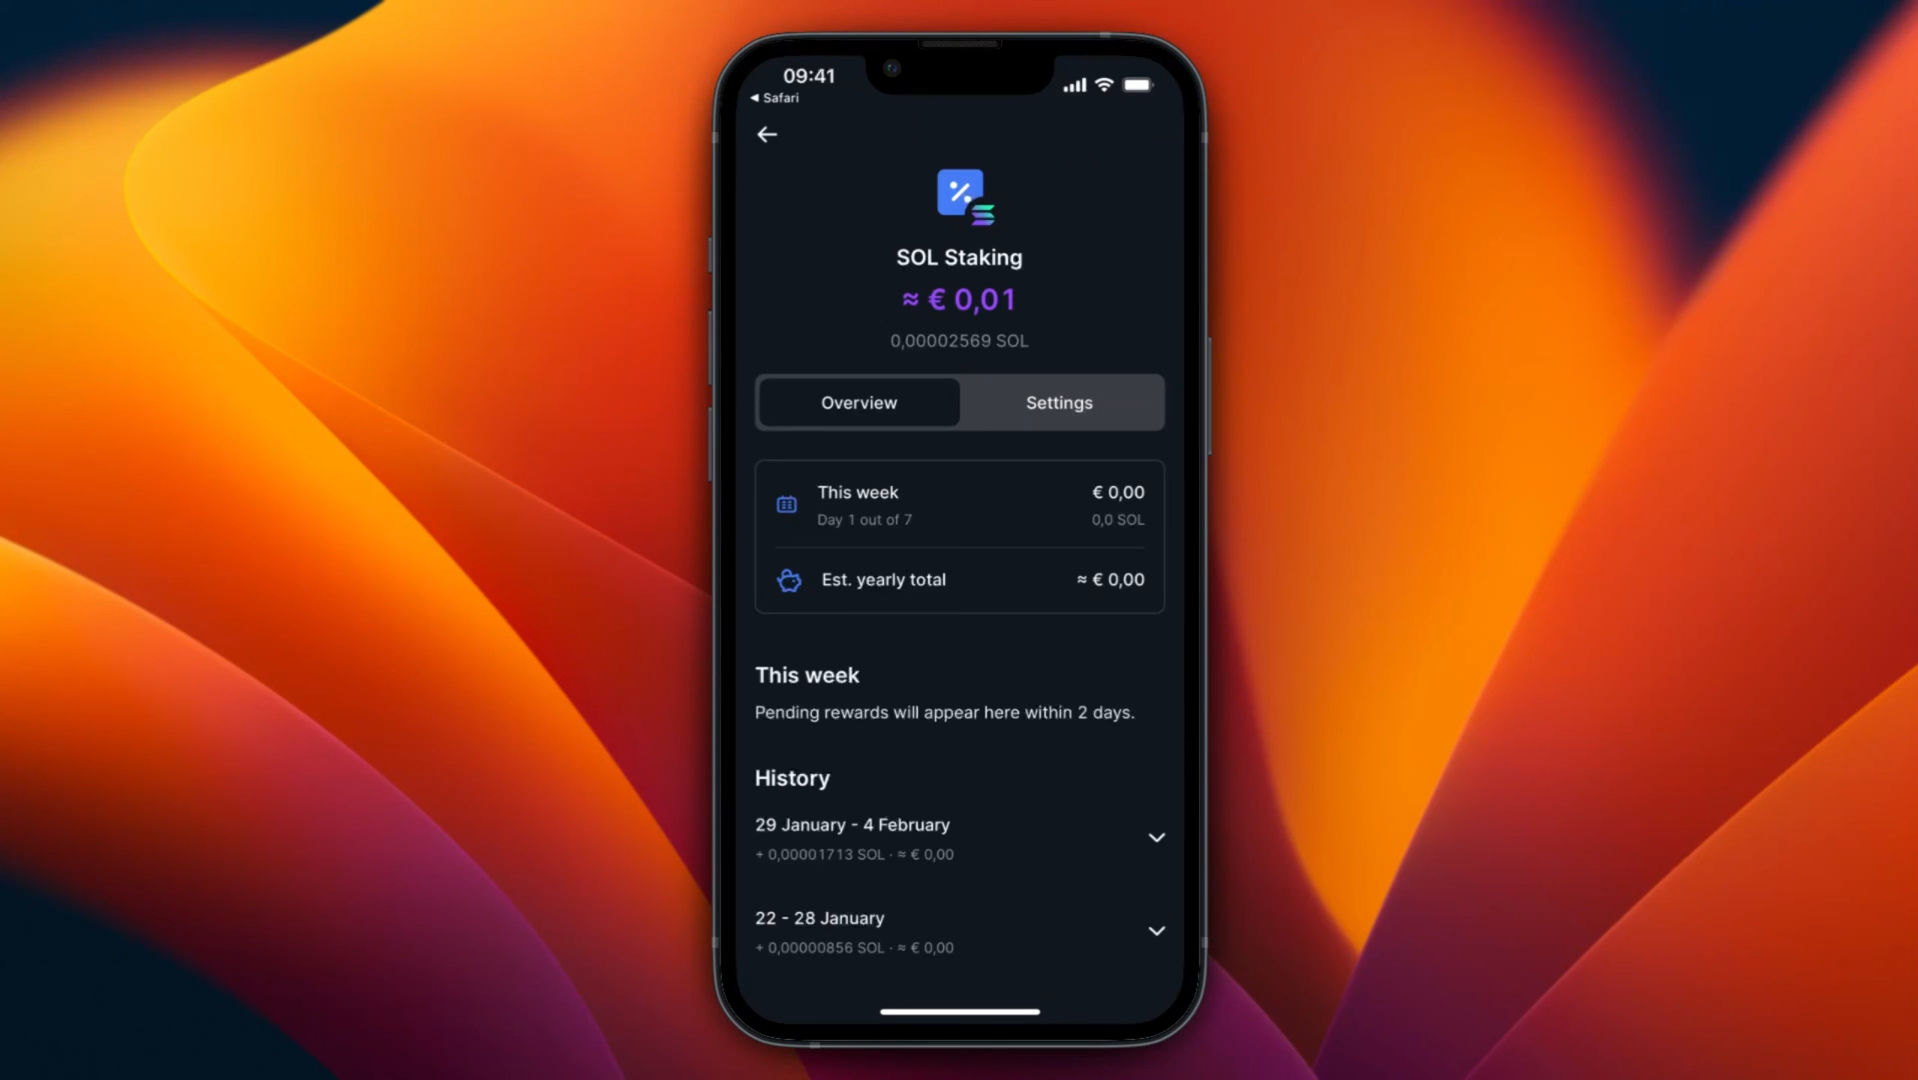 09:41
◀ Safari
SOL Staking
≈ € 0,01
0,00002569 SOL
Overview Settings
This week € 0,00
Day 1 out of 7 0,0 SOL
Est. yearly total ≈ € 0,00
This week
Pending rewards will appear here within 2 days.
History
29 January - 4 February
+ 0,00001713 SOL · ≈ € 0,00
22 - 28 January
+ 0,00000856 SOL · ≈ € 0,00